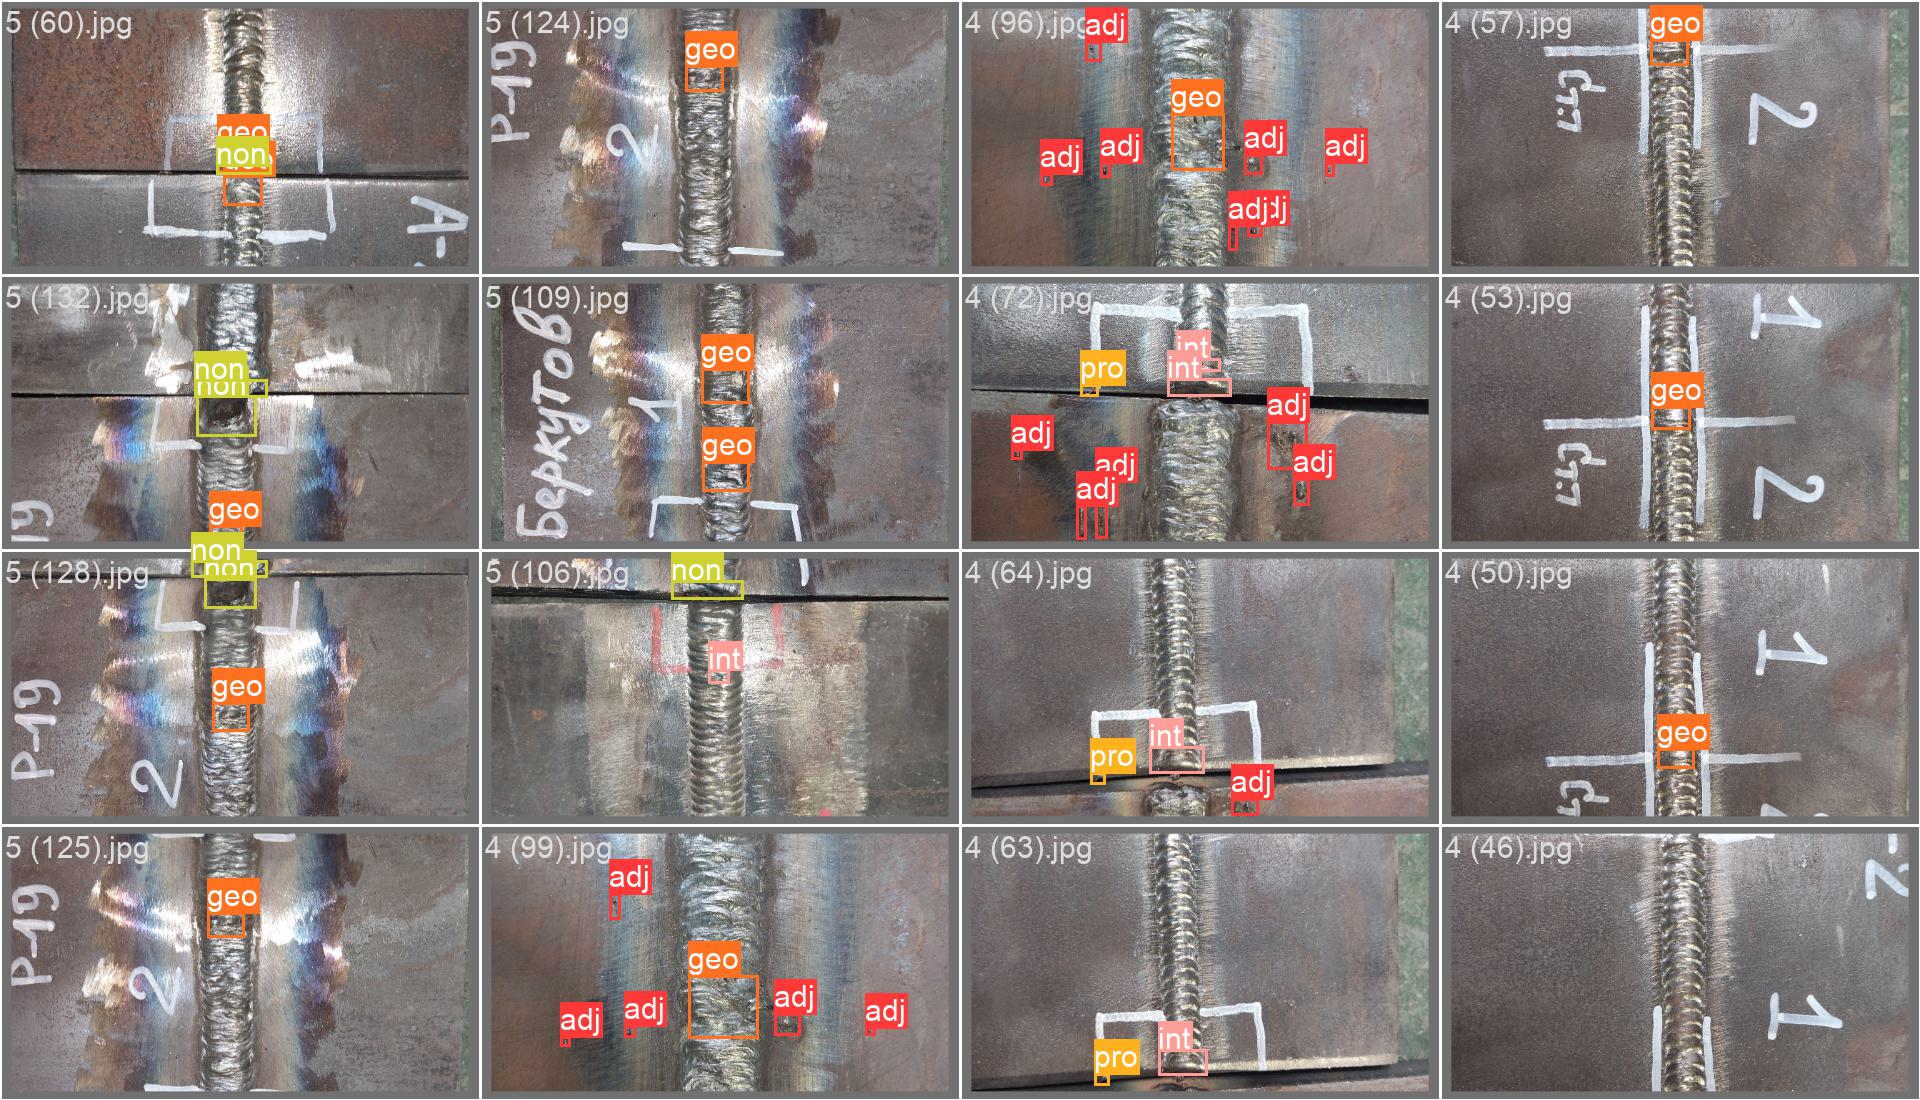 5 (60).jpg
geo
non
A-
5 (124).jpg
geo
P-19
2
4 (96).jpg
adj
geo
adj
adj
adj
adj
adj
4 (57).jpg
geo
2
5 (132).jpg
non
non
geo
19
5 (109).jpg
geo
geo
1
Беркутов
4 (72).jpg
int
int
pro
adj
adj
adj
adj
adj
4 (53).jpg
1
geo
2
5 (128).jpg
non
non
geo
P-19
2
5 (106).jpg
non
int
4 (64).jpg
int
pro
adj
4 (50).jpg
1
geo
5 (125).jpg
geo
P-19
2
4 (99).jpg
adj
geo
adj
adj
adj
adj
4 (63).jpg
int
pro
4 (46).jpg
2
1